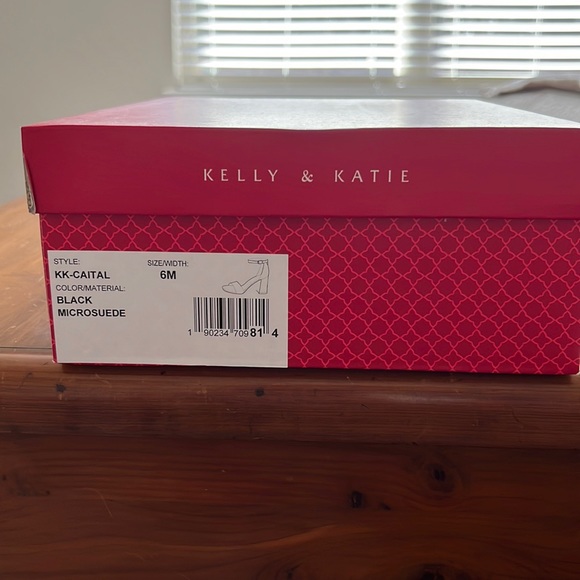 KELLY & KATIE
STYLE: SIZE/WIDTH:
KK-CAITAL 6M
COLOR/MATERIAL:
BLACK
MICROSUEDE
1 90234 70981 4